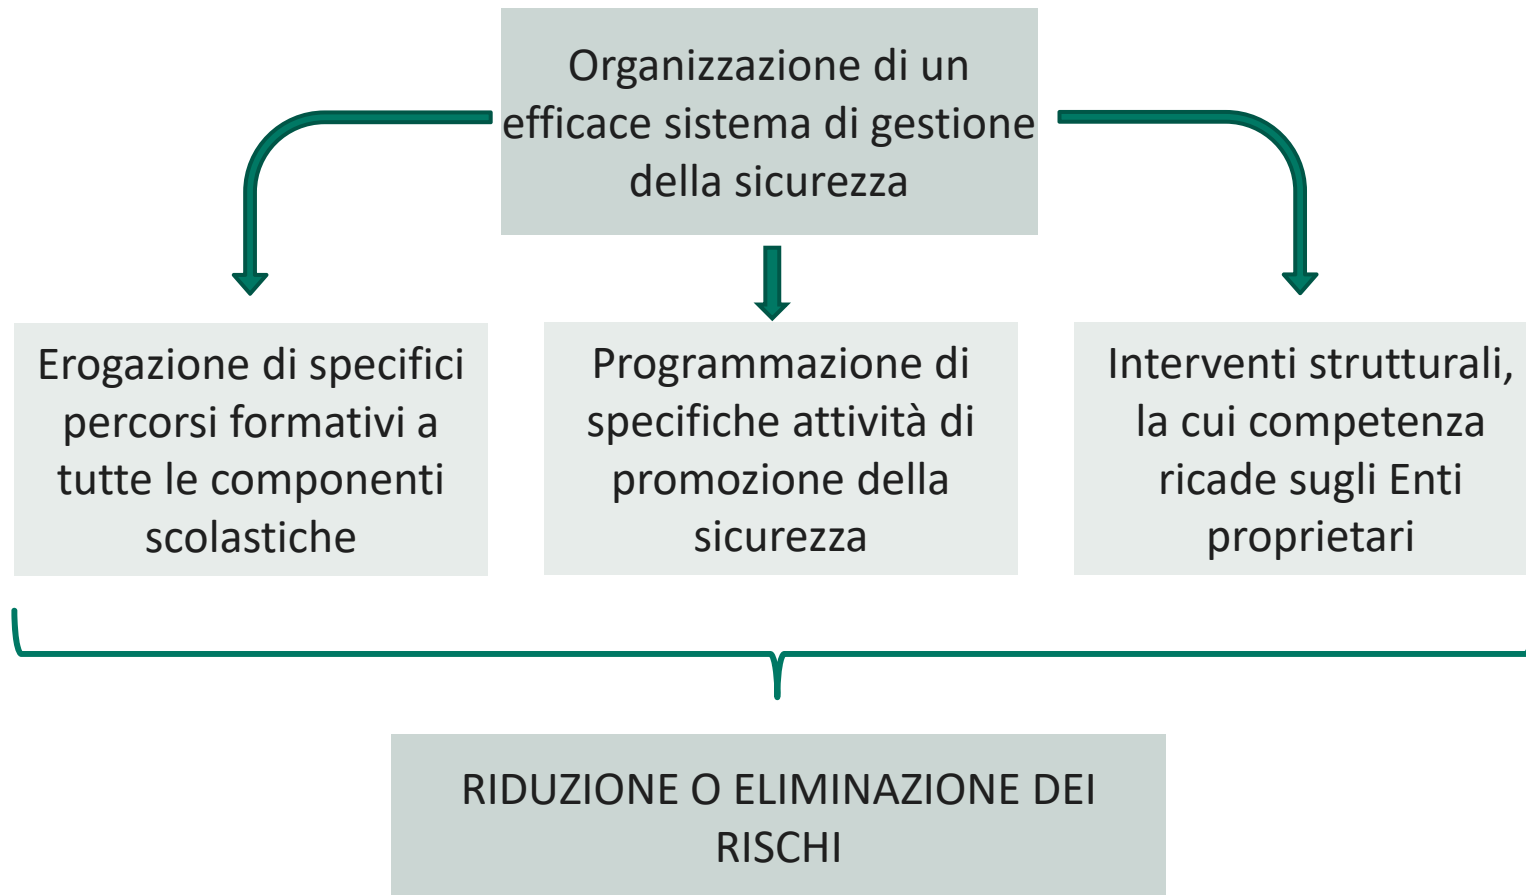 Organizzazione di un
efficace sistema di gestione
della sicurezza
Erogazione di specifici
percorsi formativi a
tutte le componenti
scolastiche
Programmazione di
specifiche attività di
promozione della
sicurezza
Interventi strutturali,
la cui competenza
ricade sugli Enti
proprietari
RIDUZIONE O ELIMINAZIONE DEI
RISCHI